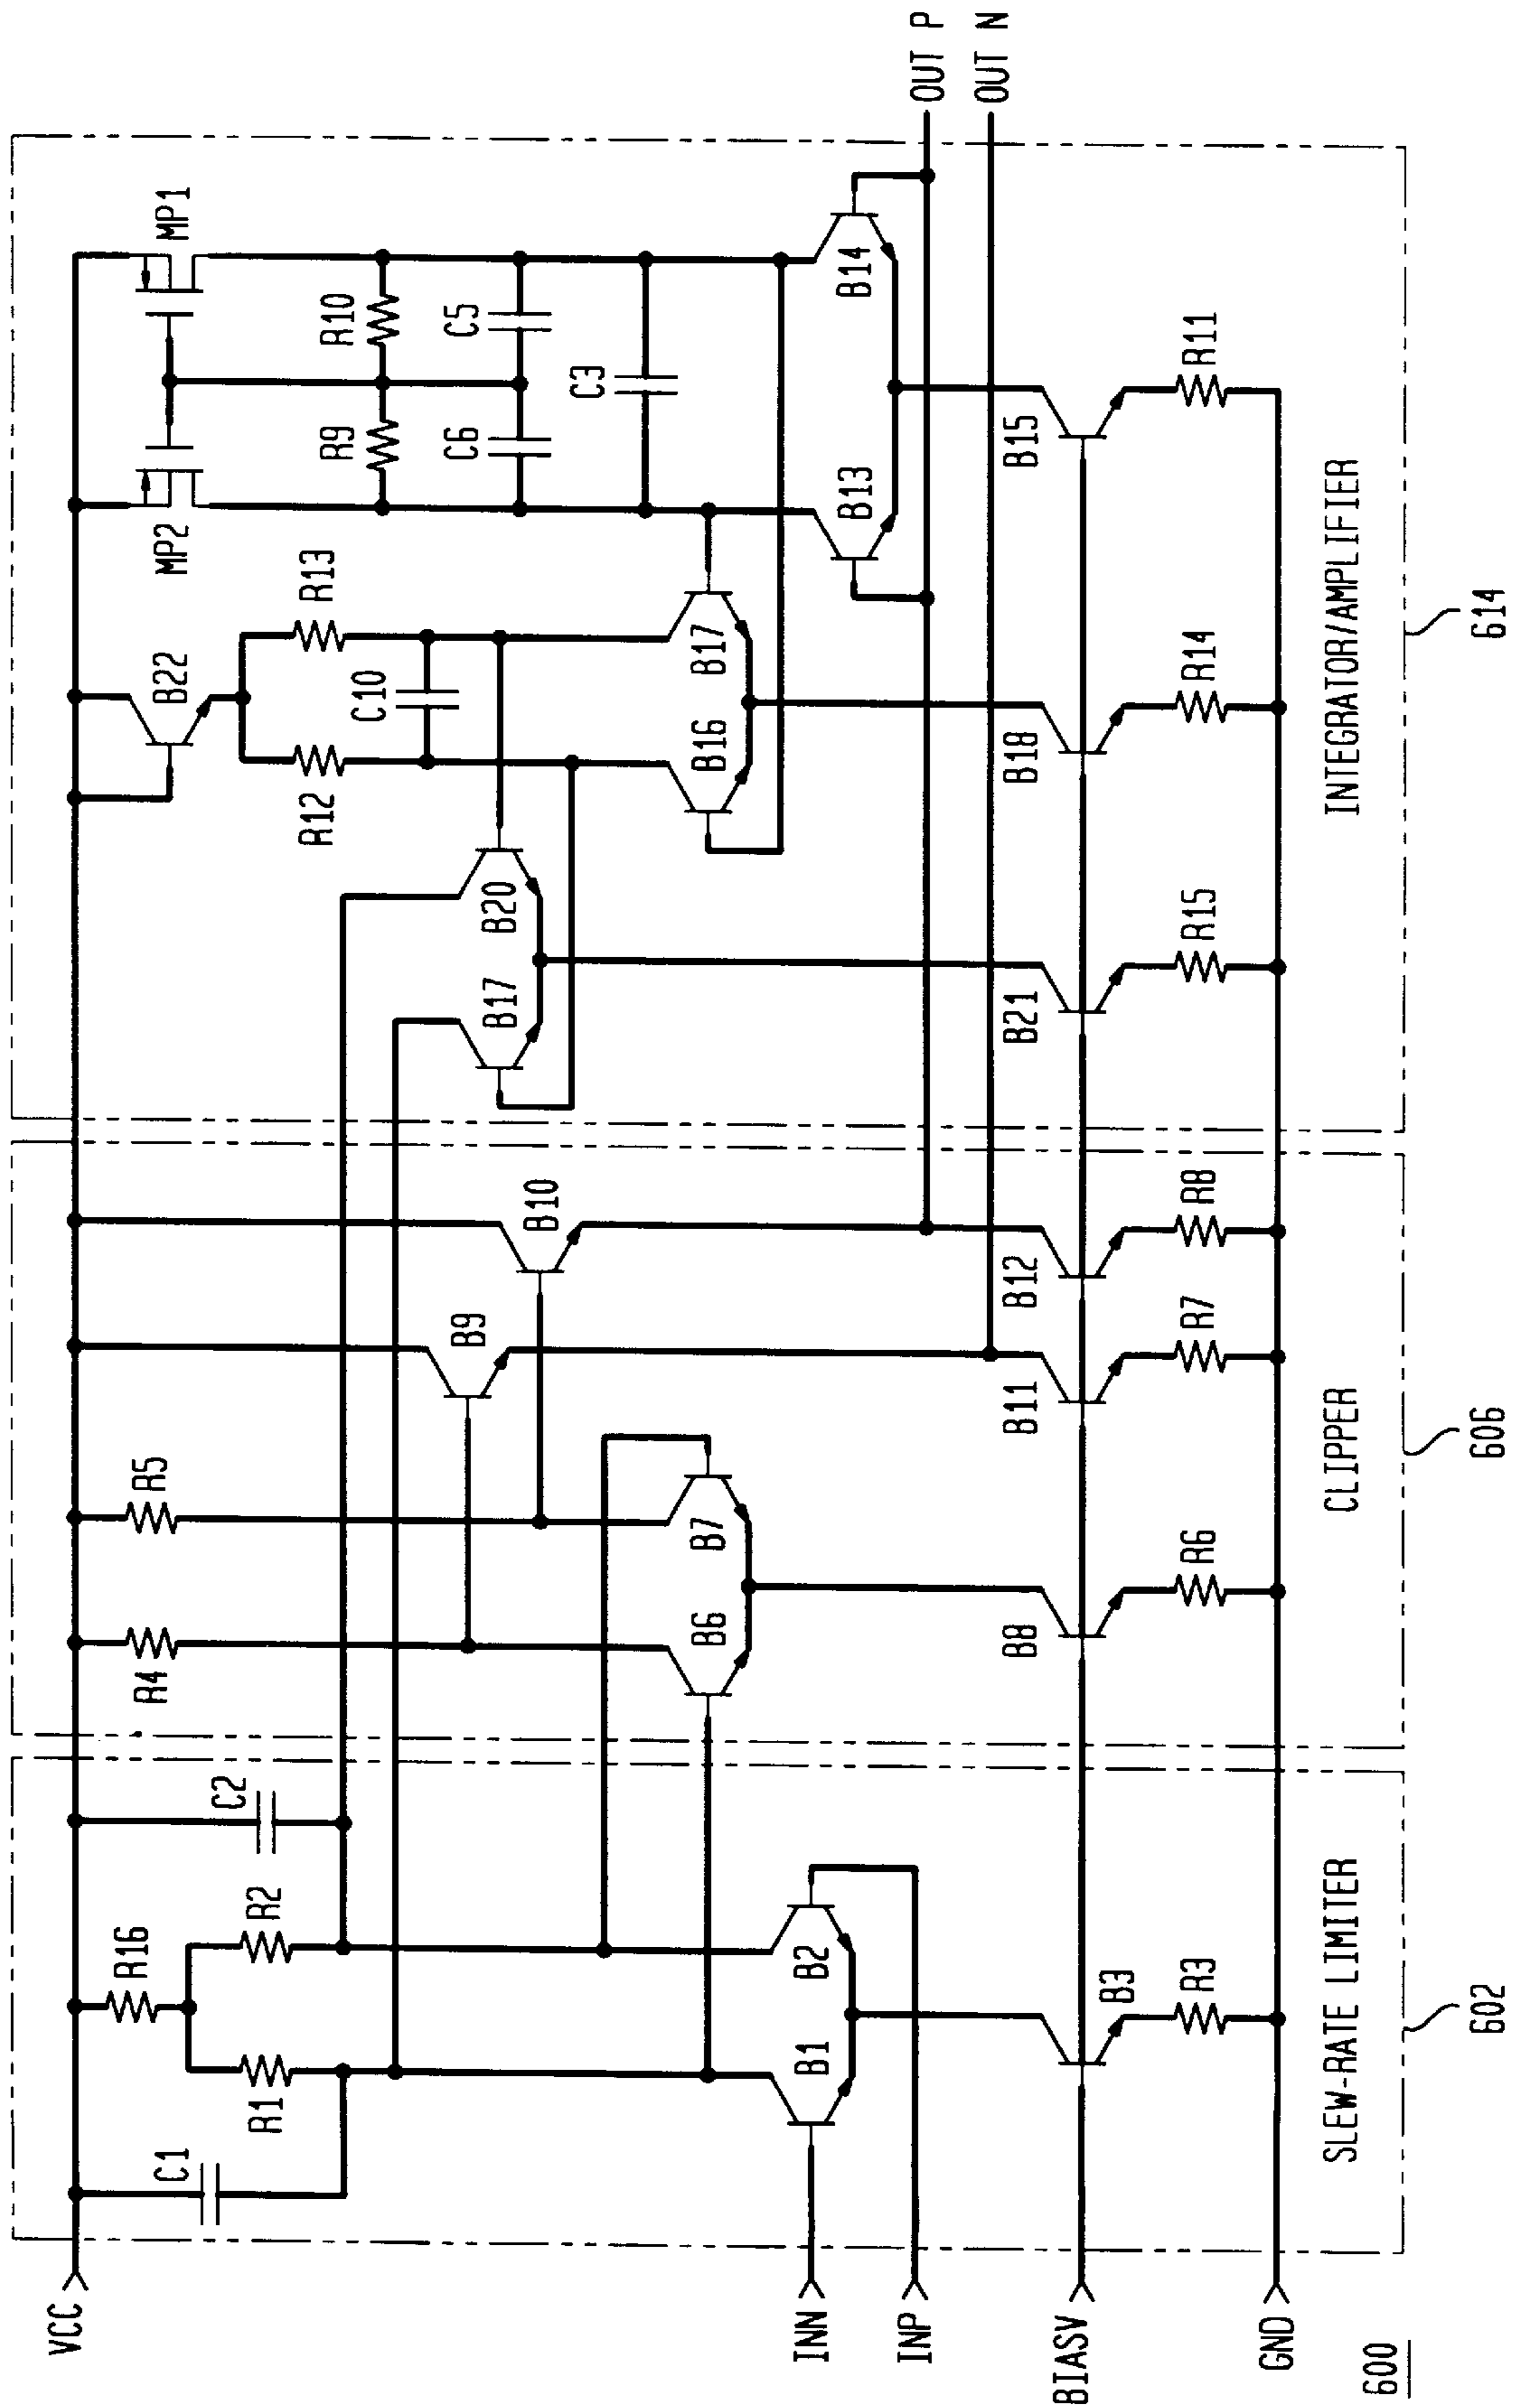 VCC
C1
R16
R1
R2
C2
INN
INP
B1
B2
BIASV
B3
R3
GND
SLEW-RATE LIMITER
602
R4
R5
B9
B10
B6
B7
B8
B11
B12
R6
R7
R8
CLIPPER
606
B22
MP2
MP1
R12
R13
R9
R10
C10
C6
C5
C3
B17
B20
B16
B17
B13
B14
OUT P
OUT N
B21
B18
B15
R15
R14
R11
INTEGRATOR/AMPLIFIER
614
600